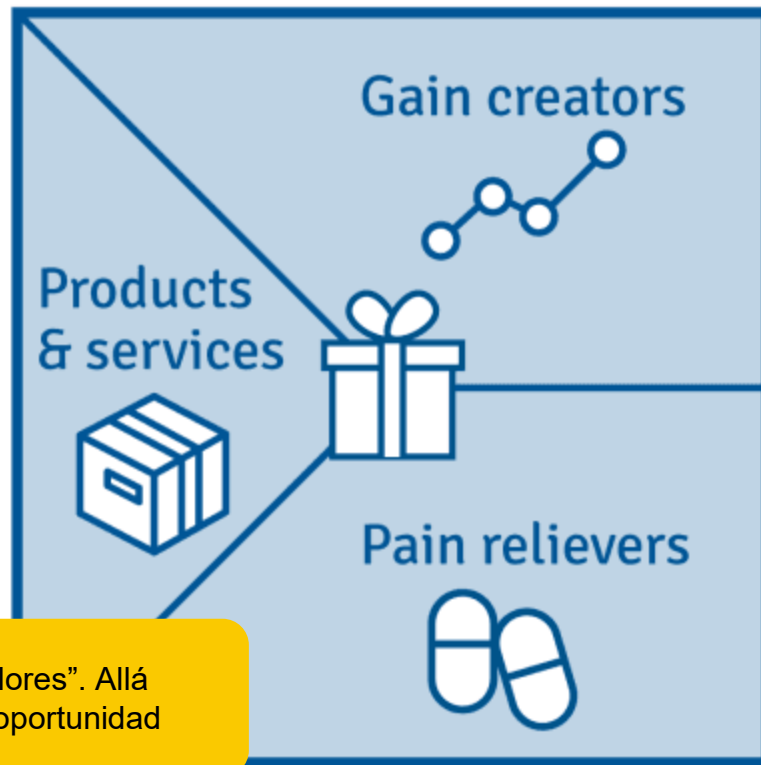 Gain creators
Products
& services
Pain relievers
lores”. Allá
oportunidad